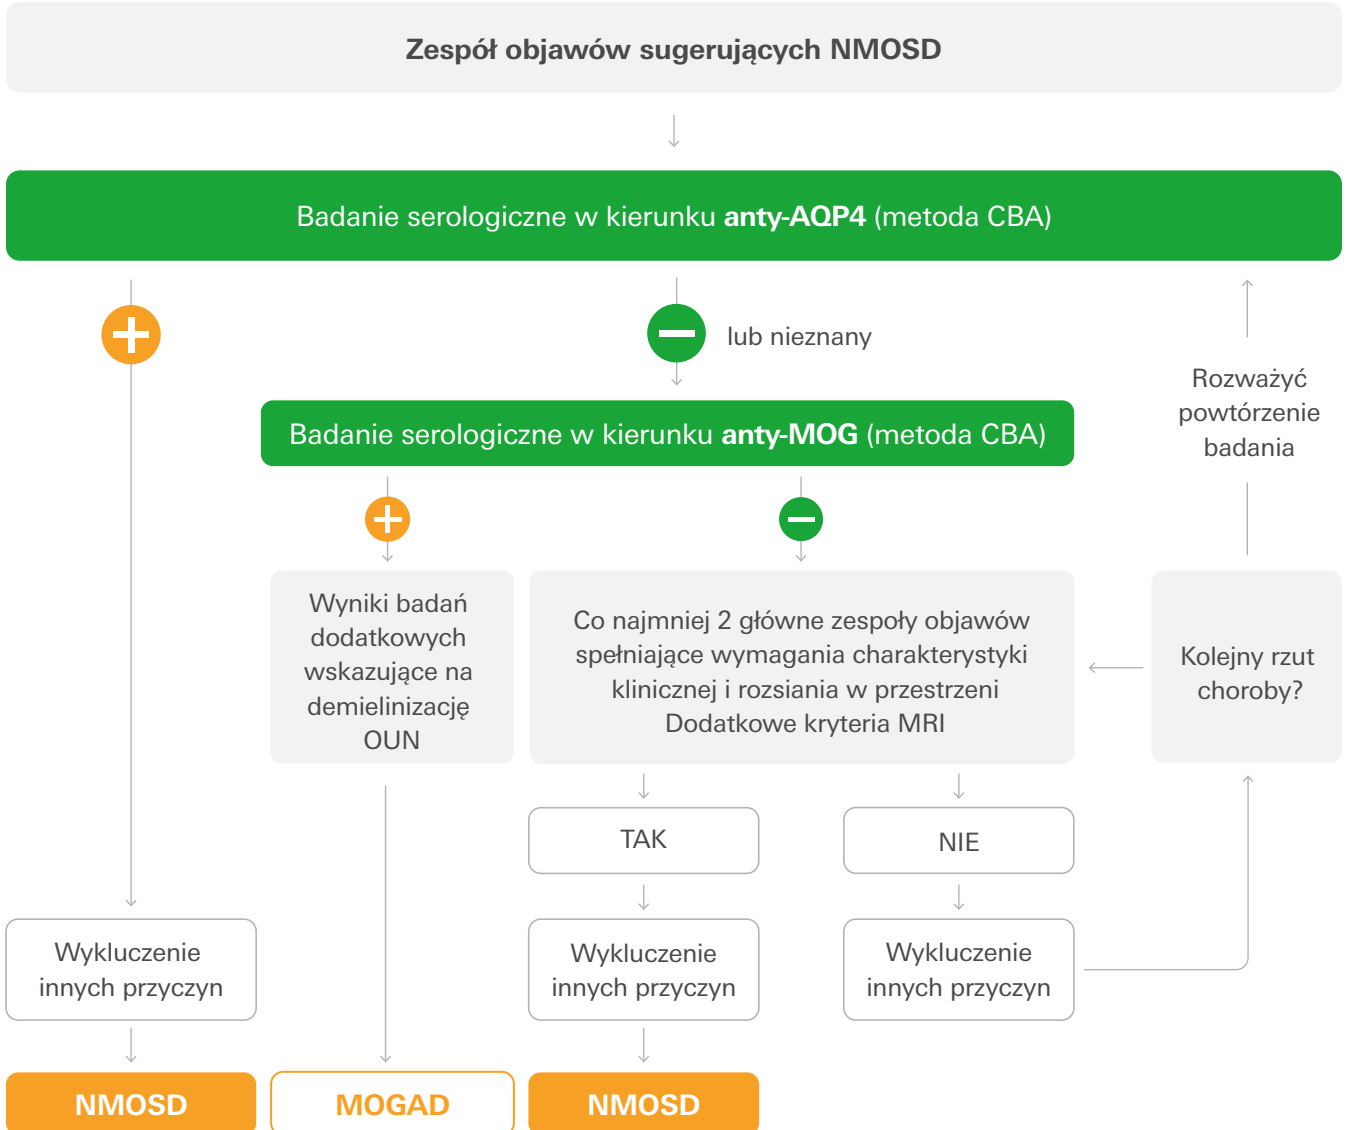 Zespół objawów sugerujących NMOSD
Badanie serologiczne w kierunku anty-AQP4 (metoda CBA)
lub nieznany
Rozważyć
powtórzenie
badania
Badanie serologiczne w kierunku anty-MOG (metoda CBA)
Wyniki badań
dodatkowych
wskazujące na
demielinizację
OUN
Co najmniej 2 główne zespoły objawów
spełniające wymagania charakterystyki
klinicznej i rozsiania w przestrzeni
Dodatkowe kryteria MRI
Kolejny rzut
choroby?
TAK
NIE
Wykluczenie
innych przyczyn
Wykluczenie
innych przyczyn
Wykluczenie
innych przyczyn
NMOSD
MOGAD
NMOSD